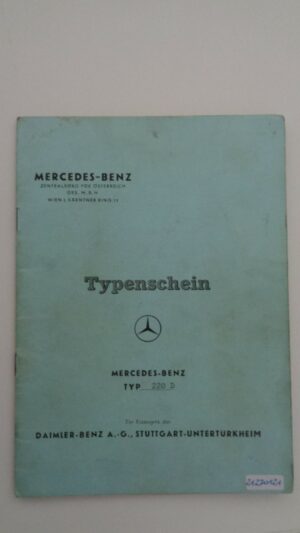 MERCEDES-BENZ
ZENTRALBÜRO FÜR ÖSTERREICH
GES. M. B. H.
WIEN I, KÄRNTNER RING
Typenschein
MERCEDES-BENZ
TYP 220 D
Ein Erzeugnis der
DAIMLER-BENZ A.-G., STUTTGART-UNTERTÜRKHEIM